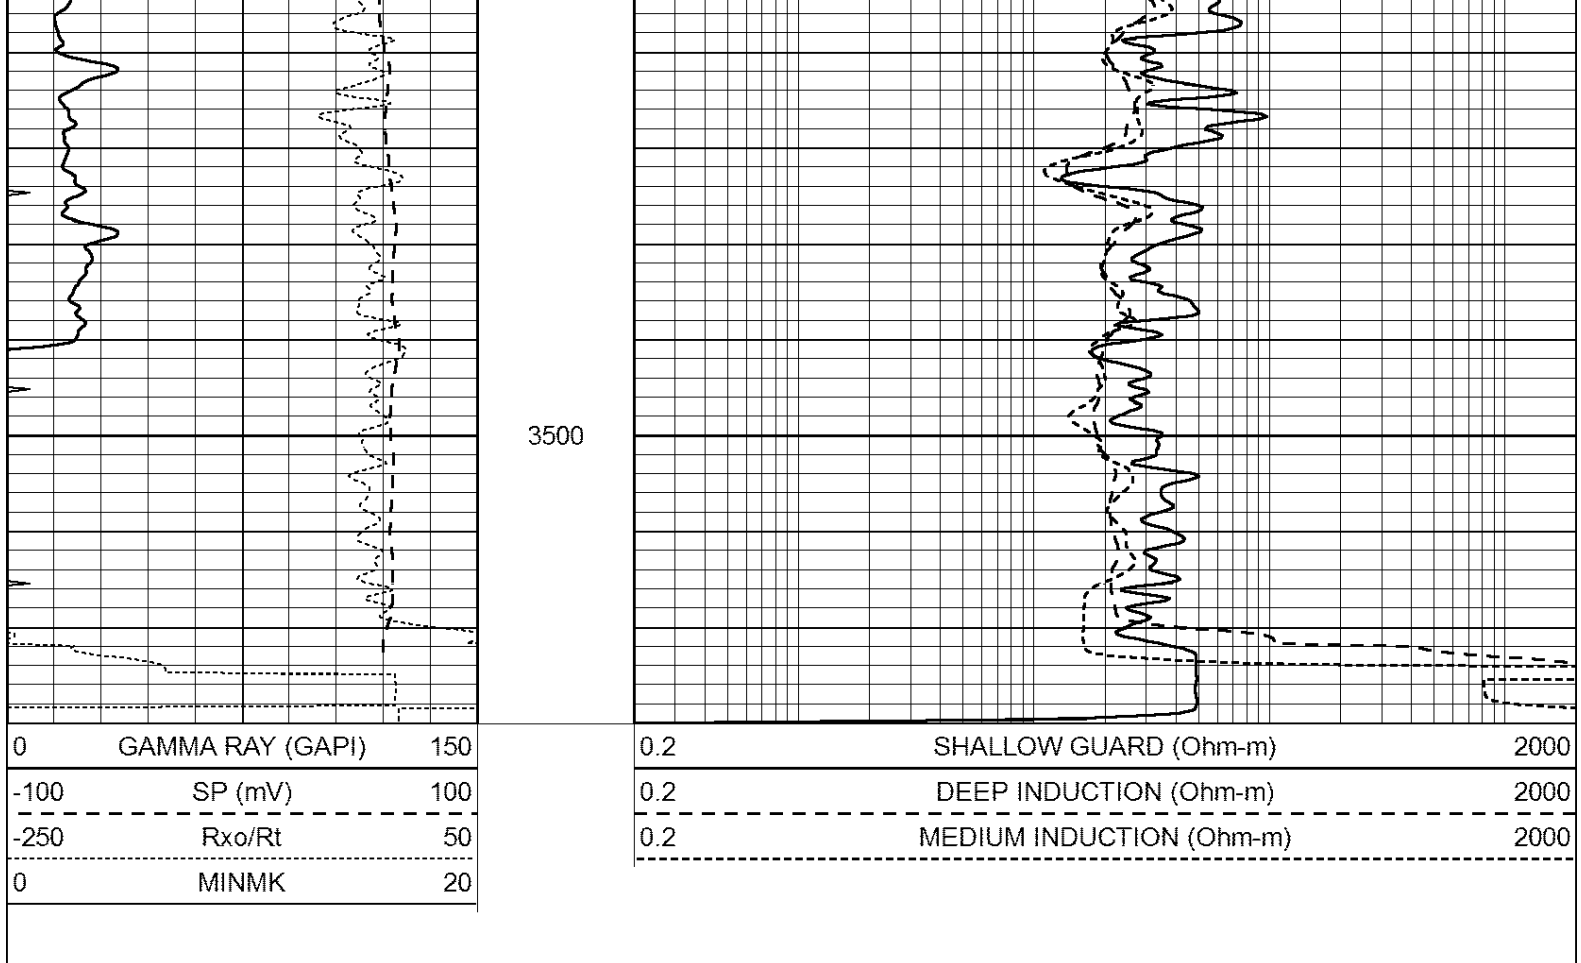 3500
0 GAMMA RAY (GAPI) 150
-100 SP (mV) 100
-250 Rxo/Rt 50
0 MINMK 20
0.2 SHALLOW GUARD (Ohm-m) 2000
0.2 DEEP INDUCTION (Ohm-m) 2000
0.2 MEDIUM INDUCTION (Ohm-m) 2000